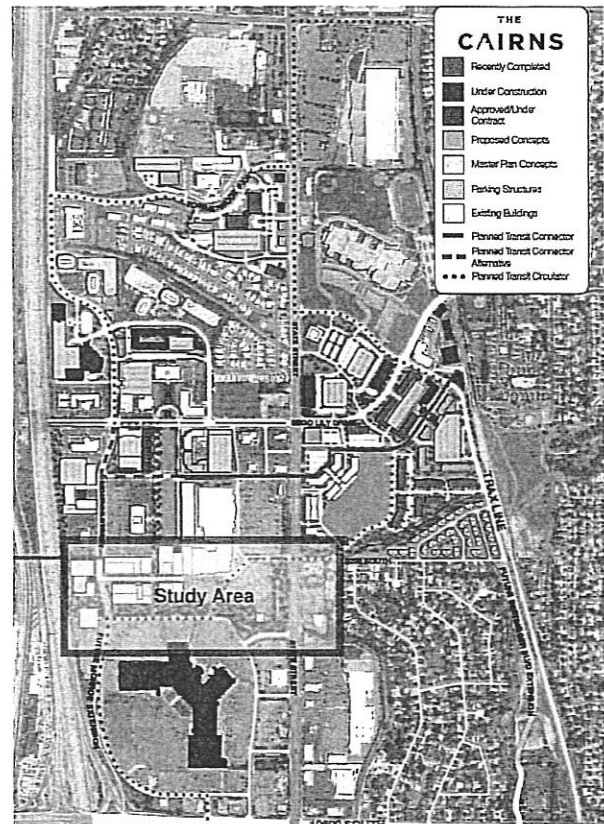 THE
CAIRNS
Recently Completed
Under Construction
Approved/Under
Contract
Proposed Concepts
Master Plan Concepts
Parking Structures
Existing Buildings
Planned Transit Connector
Planned Transit Connector
Alternative
Planned Transit Circulator
TRAX LINE
Study Area